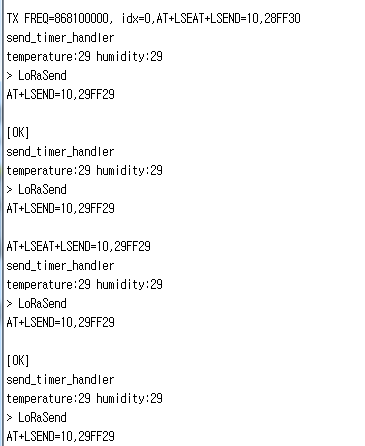 TX FREQ=868100000, idx=0,AT+LSEAT+LSEND=10,28FF30
send_timer_handler
temperature:29 humidity:29
> LoRaSend
AT+LSEND=10,29FF29
[OK]
send_timer_handler
temperature:29 humidity:29
> LoRaSend
AT+LSEND=10,29FF29
AT+LSEAT+LSEND=10,29FF29
send_timer_handler
temperature:29 humidity:29
> LoRaSend
AT+LSEND=10,29FF29
[OK]
send_timer_handler
temperature:29 humidity:29
> LoRaSend
AT+LSEND=10,29FF29